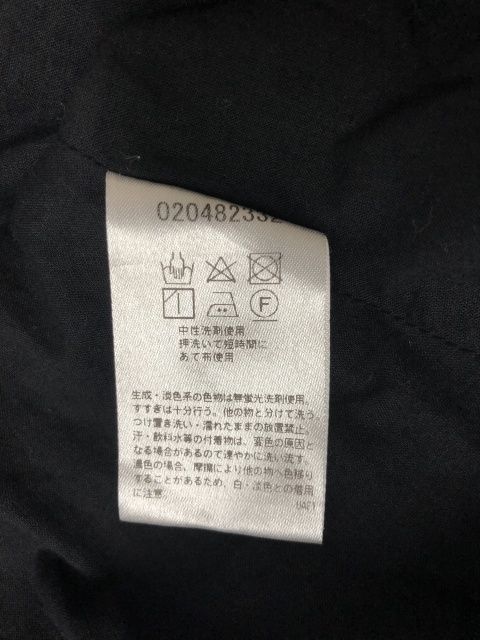 020482332
F
中性洗剤使用
押洗いで短時間に
あて布使用
生成・淡色系の色物は無蛍光洗剤使用。
すすぎは十分行う。他の物と分けて洗う
つけ置き洗い・濡れたままの放置禁止。
汗・飲料水等の付着物は、変色の原因と
なる場合があるので速やかに洗い流す。
濃色の場合、摩擦により他の物へ色移り
することがあるため、白・淡色との着用
に注意。
UAF1